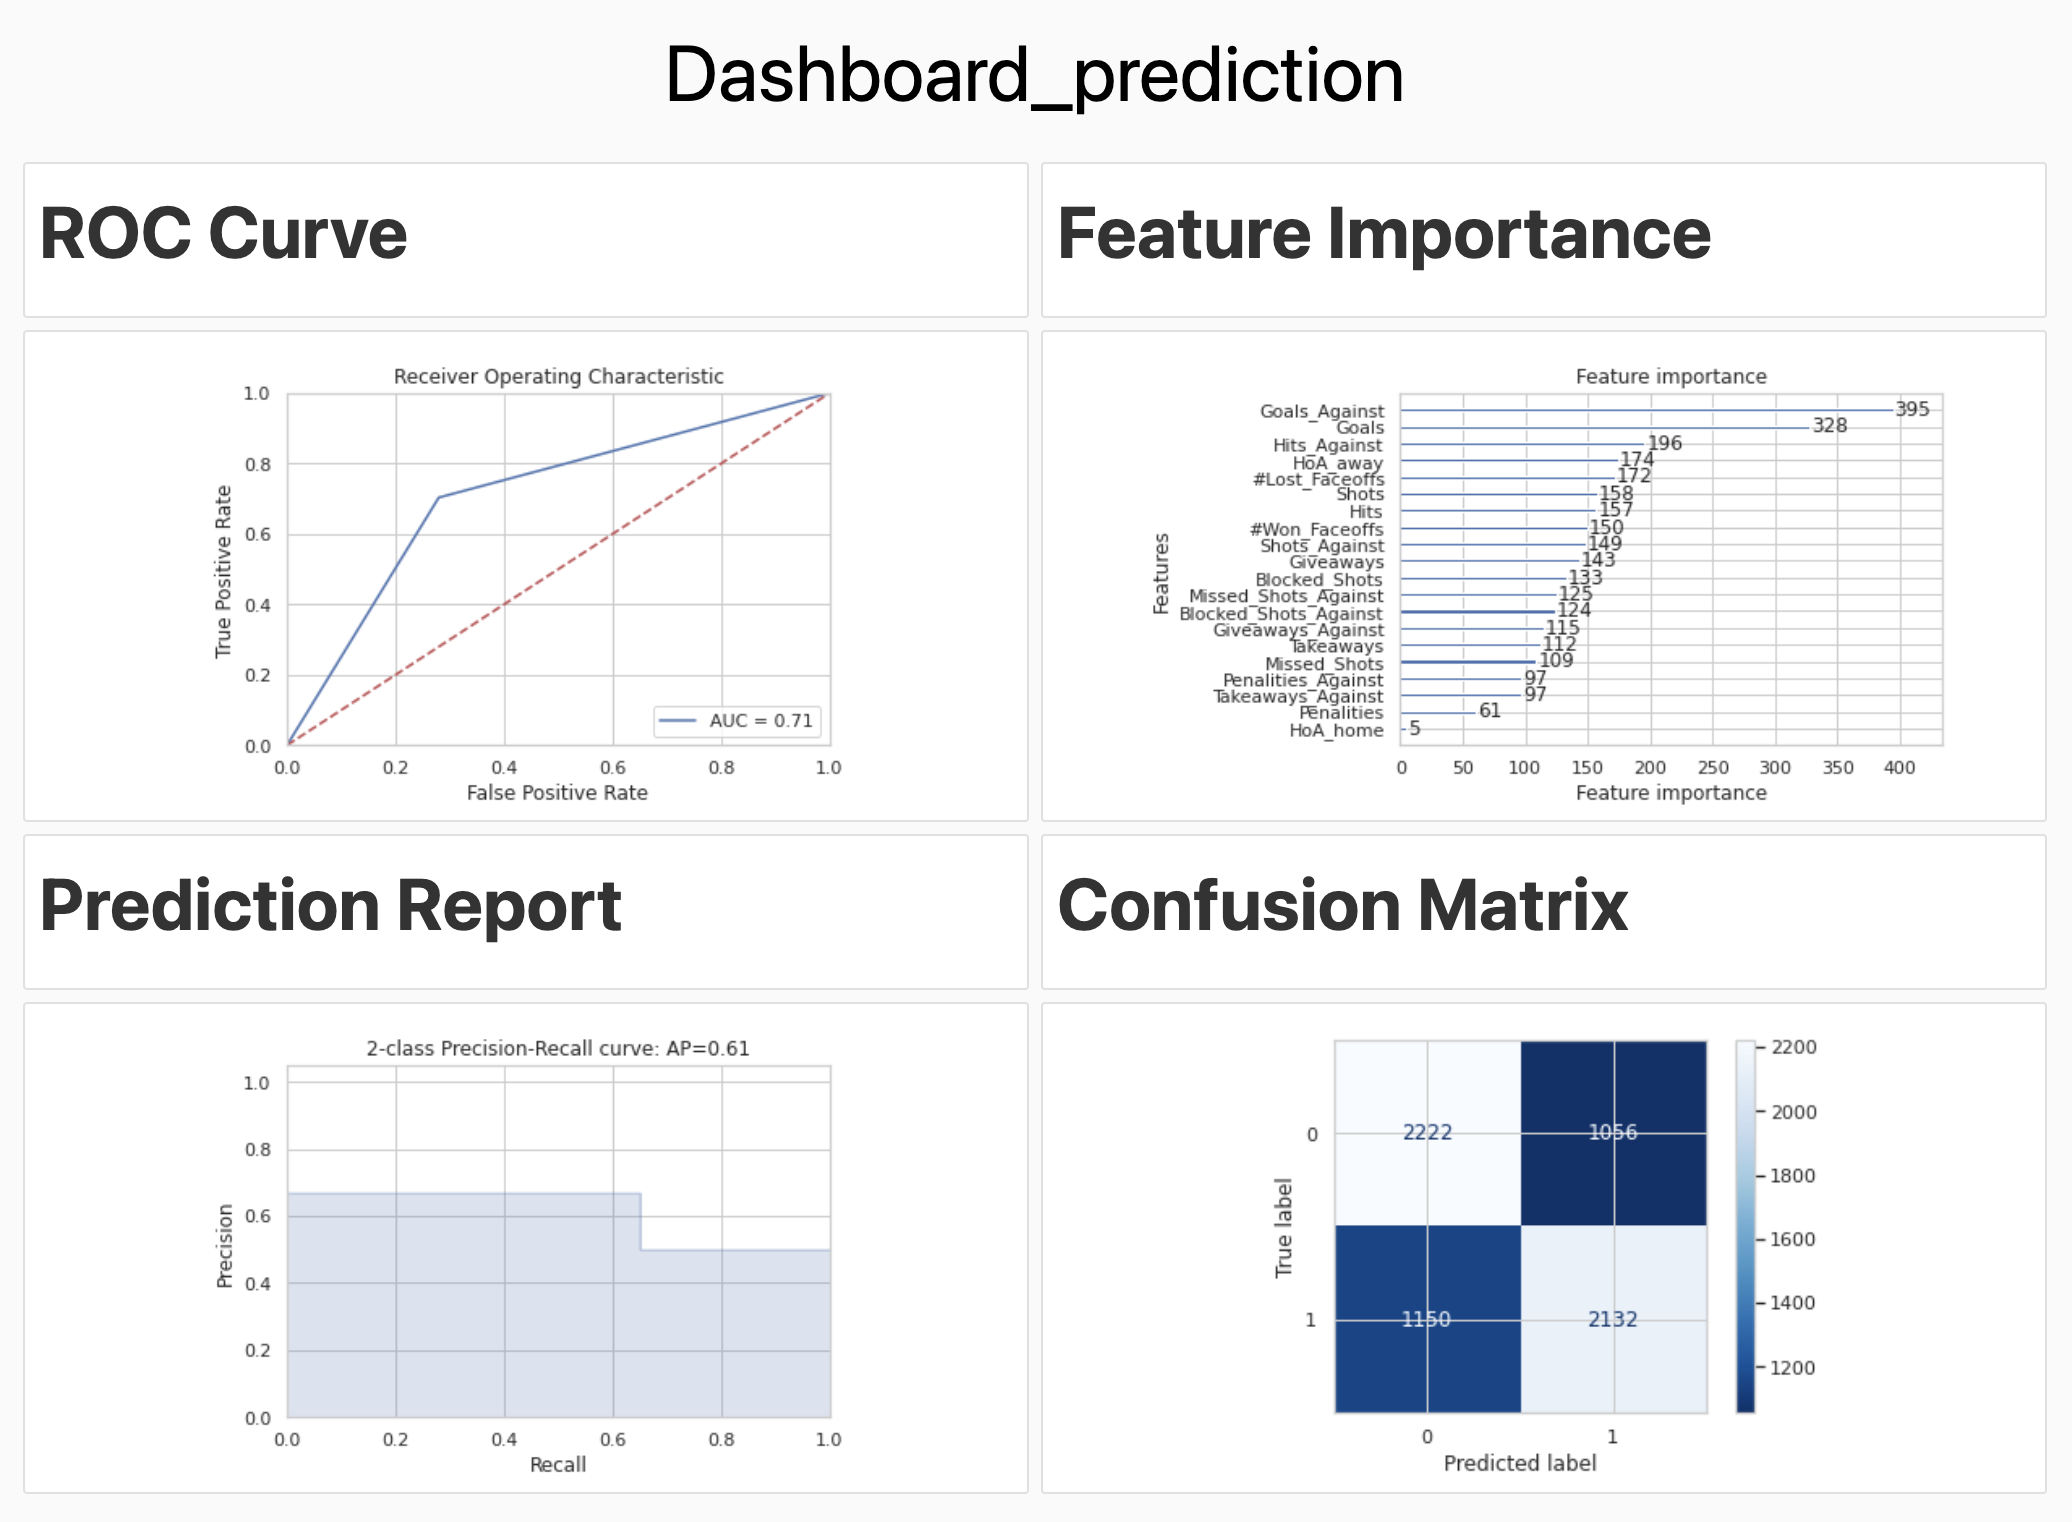 Dashboard_prediction
ROC Curve
Feature Importance
Receiver Operating Characteristic
1.0
0.8
0.6
0.4
0.2
0.0
True Positive Rate
AUC = 0.71
0.0 0.2 0.4 0.6 0.8 1.0
False Positive Rate
Feature importance
Features
Goals_Against 395
Goals 328
Hits_Against 196
HoA_away 174
#Lost_Faceoffs 172
Shots 158
Hits 157
#Won_Faceoffs 150
Shots_Against 149
Giveaways 143
Blocked_Shots 133
Missed_Shots_Against 125
Blocked_Shots_Against 124
Giveaways_Against 115
Takeaways 112
Missed_Shots 109
Penalities_Against 97
Takeaways_Against 97
Penalities 61
HoA_home 5
0 50 100 150 200 250 300 350 400
Feature importance
Prediction Report
Confusion Matrix
2-class Precision-Recall curve: AP=0.61
1.0
0.8
0.6
0.4
0.2
0.0
Precision
0.0 0.2 0.4 0.6 0.8 1.0
Recall
True label
0 2222 1056
1 1150 2132
0 1
Predicted label
2200
2000
1800
1600
1400
1200